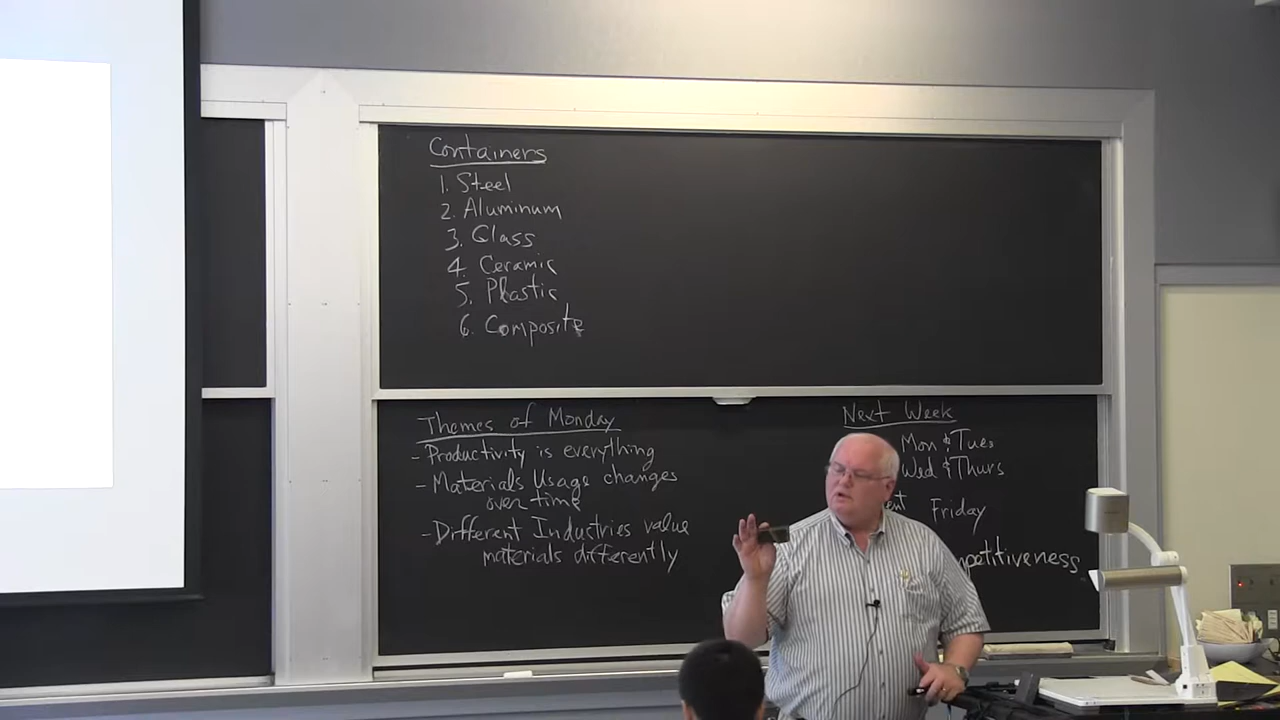 Containers
1. Steel
2. Aluminum
3. Glass
4. Ceramic
5. Plastic
6. Composite
Themes of Monday
- Productivity is everything
- Materials Usage changes
over time
- Different Industries value
materials differently
Next Week
Mon & Tues
Wed & Thurs
Friday